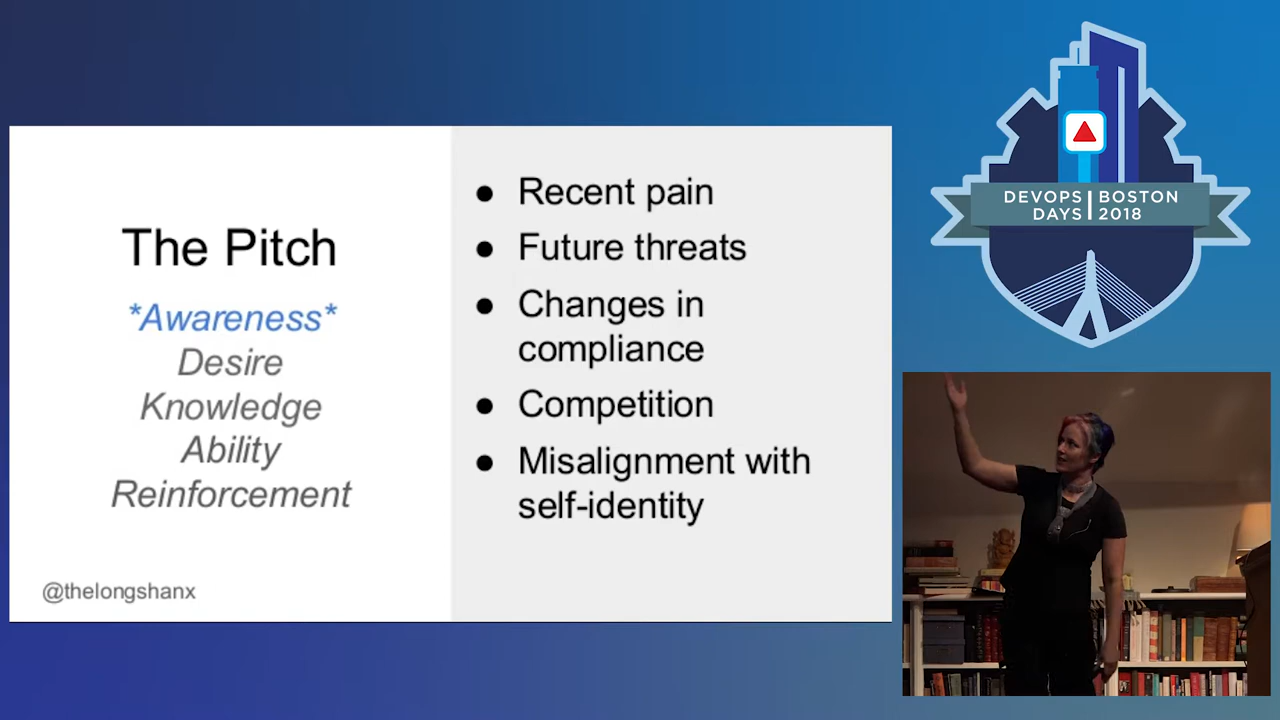 The Pitch
*Awareness*
Desire
Knowledge
Ability
Reinforcement
@thelongshanx
● Recent pain
● Future threats
● Changes in
compliance
● Competition
● Misalignment with
self-identity
DEVOPS BOSTON
DAYS 2018